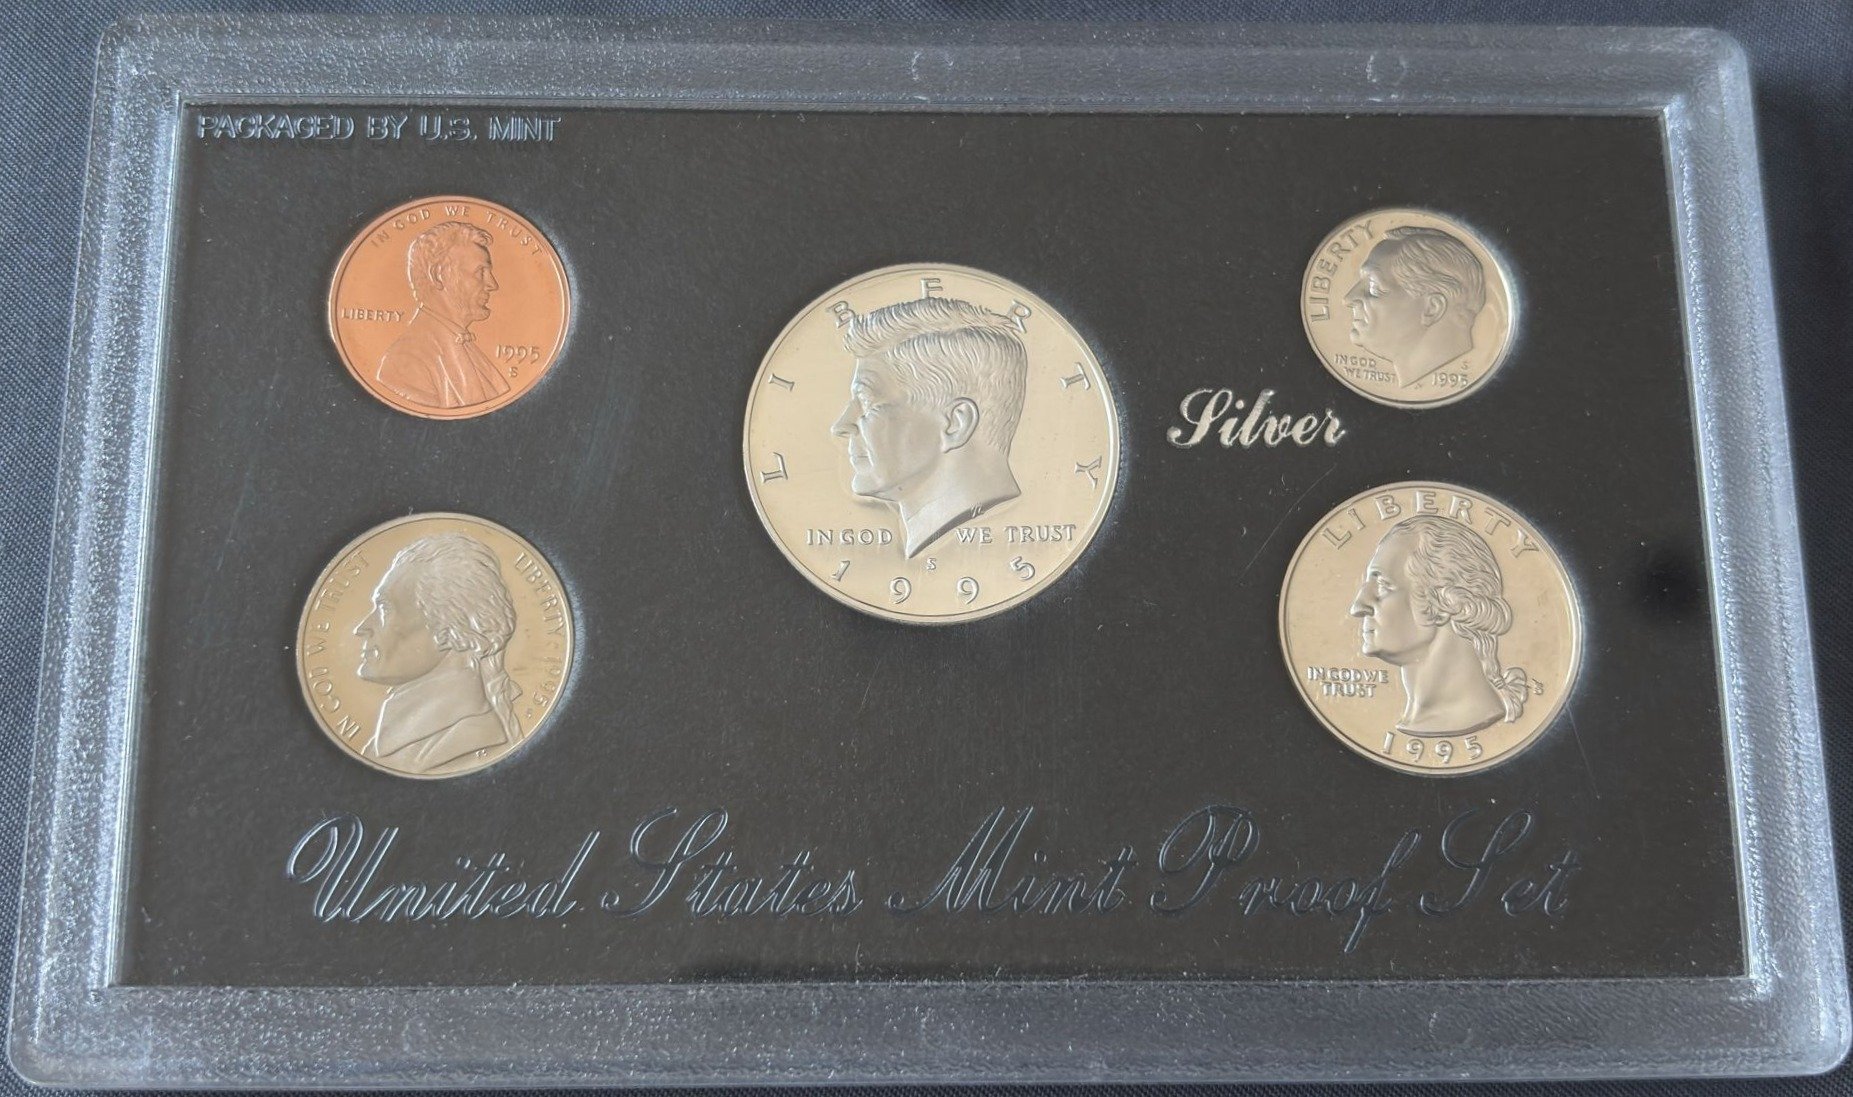 PACKAGED BY U.S. MINT
IN GOD WE TRUST
LIBERTY
1995
S
LIBERTY
IN GOD WE TRUST
S
1995
LIBERTY
IN GOD
WE TRUST
S
1995
Silver
IN GOD WE TRUST
LIBERTY 1995
LIBERTY
IN GOD WE
TRUST
S
1995
United States Mint Proof Set